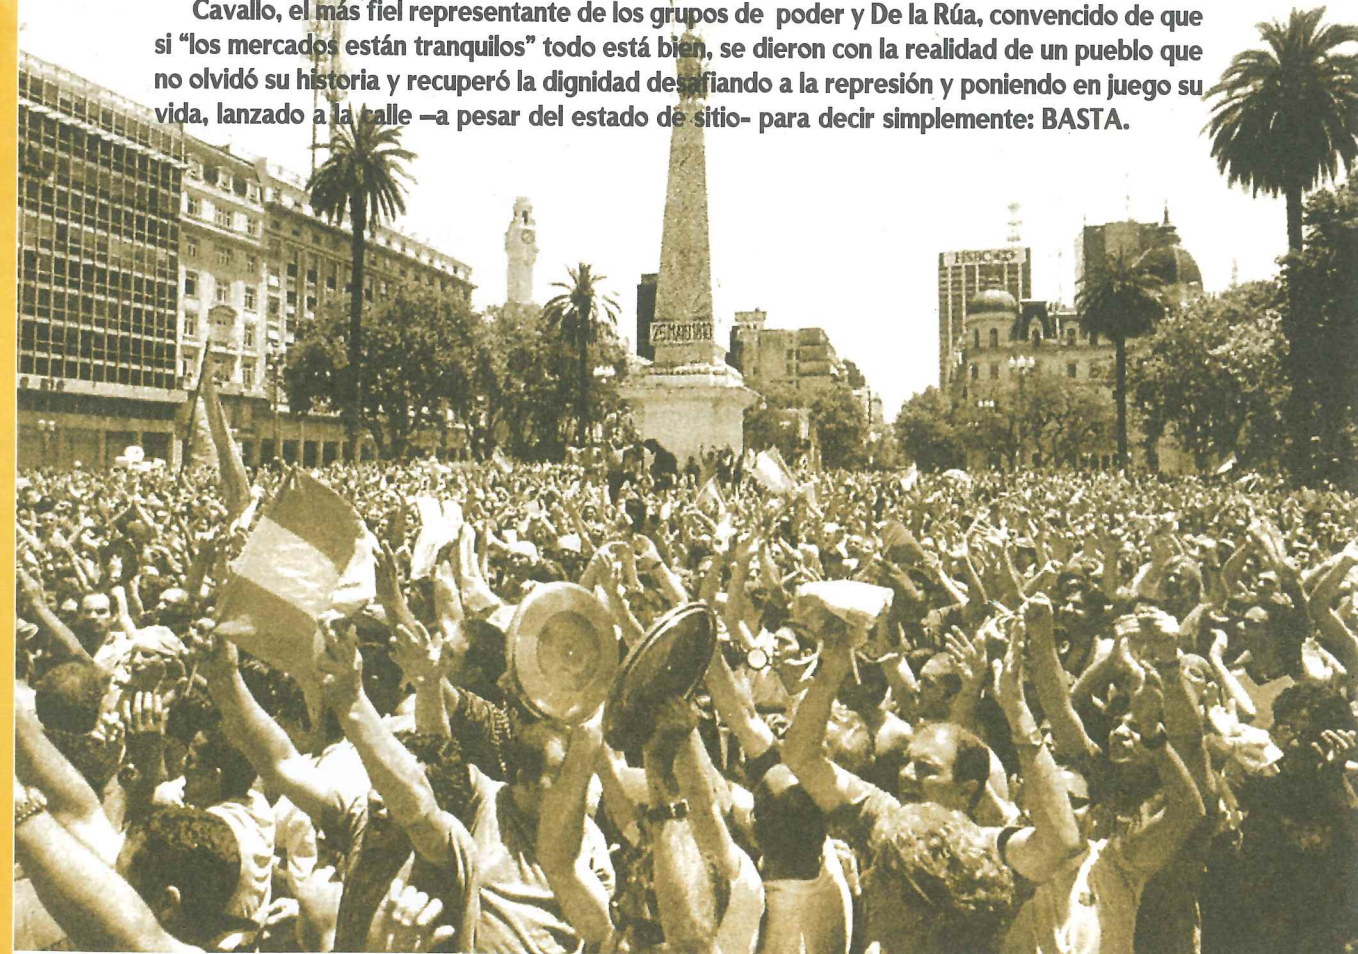 Cavallo, el más fiel representante de los grupos de poder y De la Rúa, convencido de que
si “los mercados están tranquilos” todo está bien, se dieron con la realidad de un pueblo que
no olvidó su historia y recuperó la dignidad desafiando a la represión y poniendo en juego su
vida, lanzado a la calle —a pesar del estado de sitio- para decir simplemente: BASTA.
HSBC
25 MAYO 1810